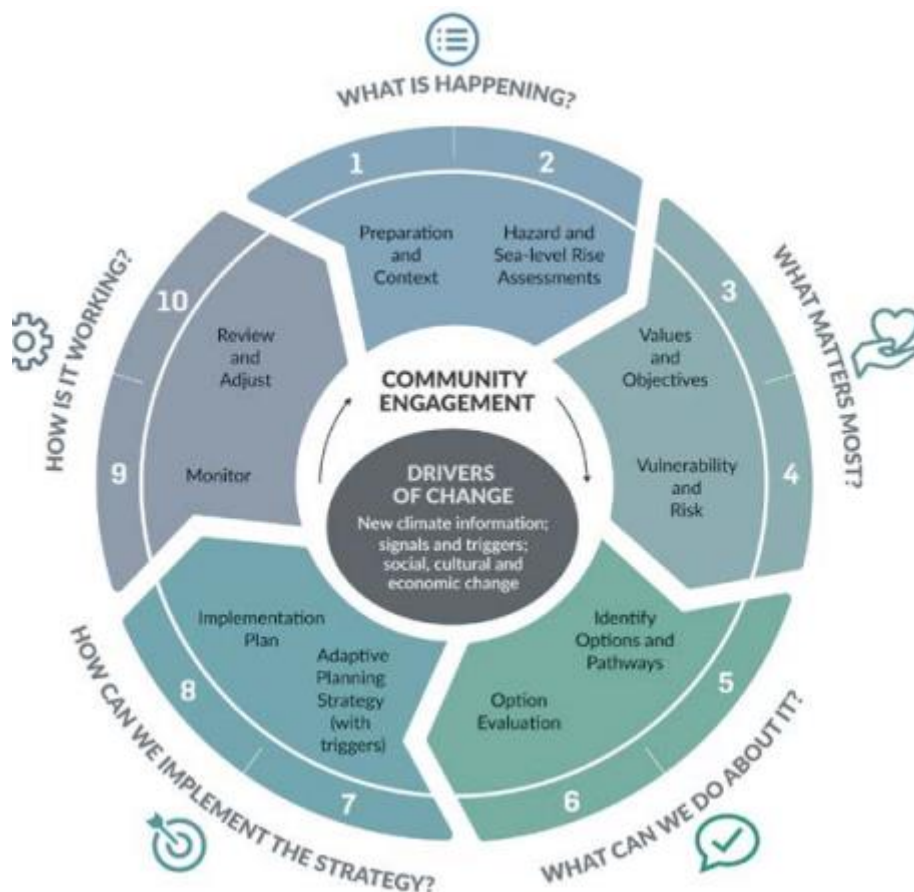 WHAT IS HAPPENING?
1
2
Preparation
and
Context
Hazard and
Sea-level Rise
Assessments
WHAT MATTERS MOST?
3
4
Values
and
Objectives
Vulnerability
and
Risk
WHAT CAN WE DO ABOUT IT?
5
6
Identify
Options and
Pathways
Option
Evaluation
HOW CAN WE IMPLEMENT THE STRATEGY?
7
8
Adaptive
Planning
Strategy
(with
triggers)
Implementation
Plan
HOW IS IT WORKING?
9
10
Monitor
Review
and
Adjust
COMMUNITY
ENGAGEMENT
DRIVERS
OF CHANGE
New climate information;
signals and triggers;
social, cultural and
economic change